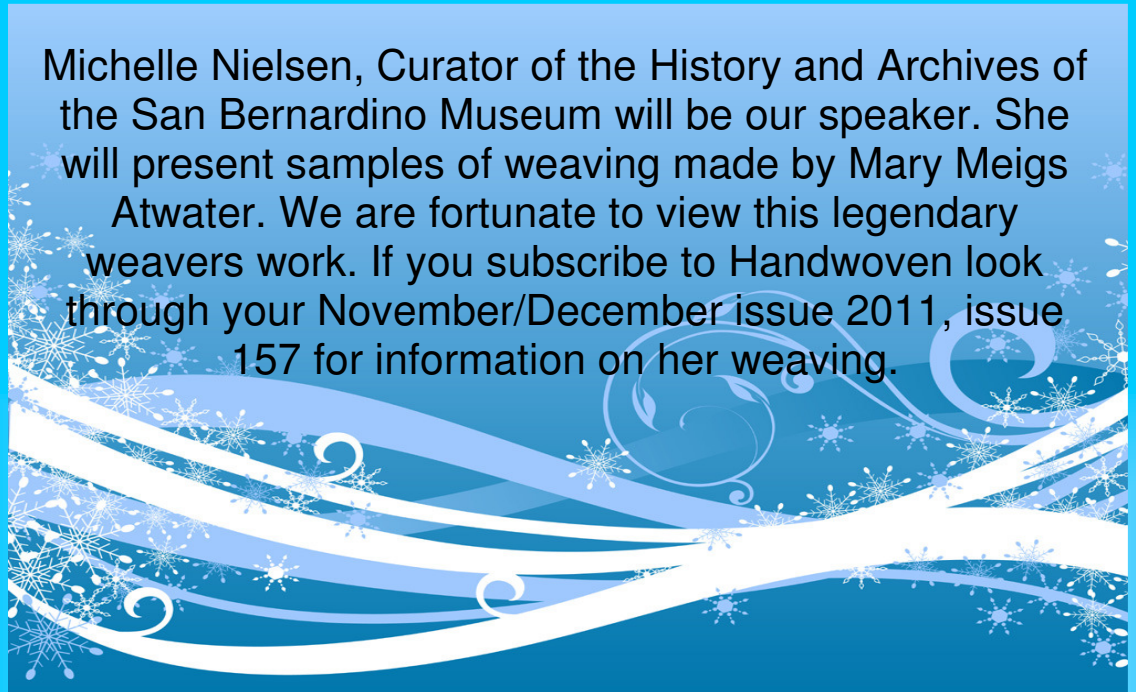 Michelle Nielsen, Curator of the History and Archives of
the San Bernardino Museum will be our speaker. She
will present samples of weaving made by Mary Meigs
Atwater. We are fortunate to view this legendary
weavers work. If you subscribe to Handwoven look
through your November/December issue 2011, issue
157 for information on her weaving.